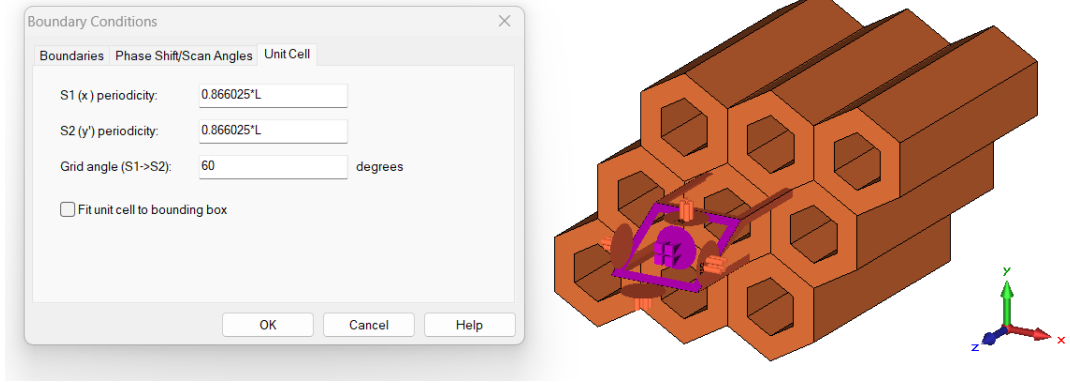 Boundary Conditions
Boundaries Phase Shift/Scan Angles Unit Cell
S1 (x ) periodicity: 0.866025*L
S2 (y') periodicity: 0.866025*L
Grid angle (S1->S2): 60 degrees
Fit unit cell to bounding box
OK Cancel Help
y
z x